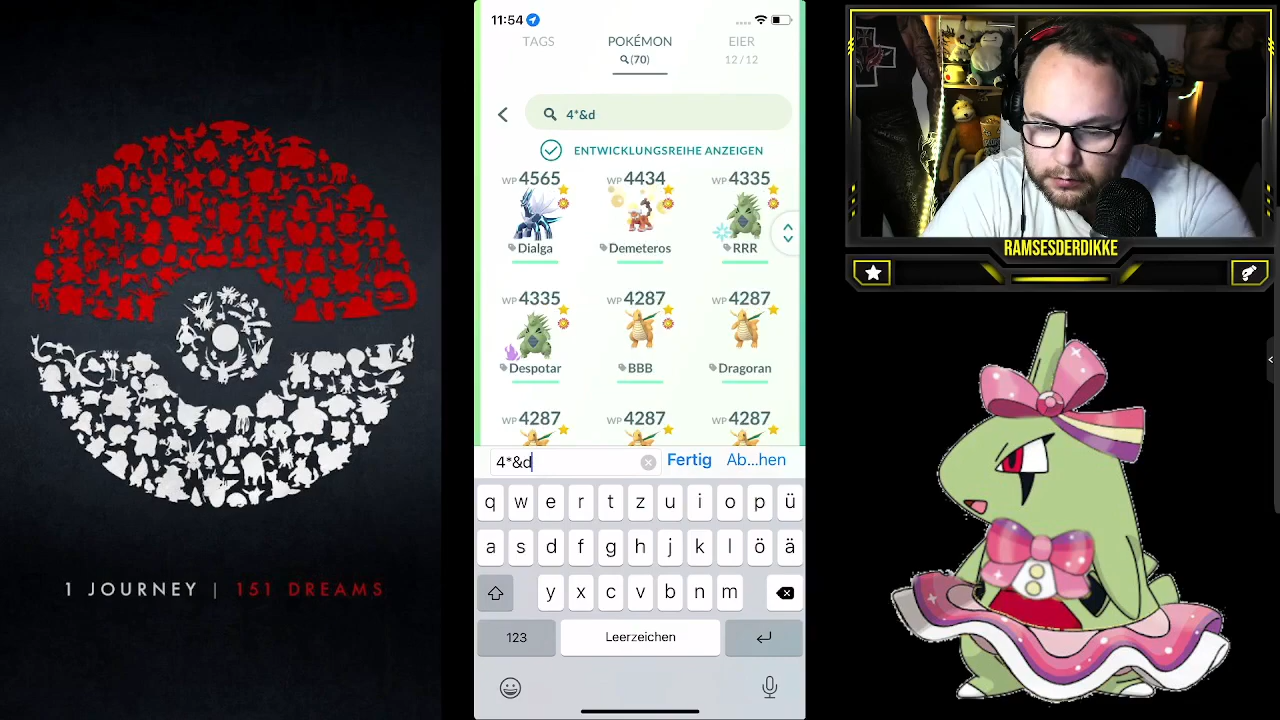 11:54
TAGS
POKÉMON
EIER
(70)
12 / 12
4*&d
ENTWICKLUNGSREIHE ANZEIGEN
WP 4565
WP 4434
WP 4335
Dialga
Demeteros
RRR
WP 4335
WP 4287
WP 4287
Despotar
BBB
Dragoran
WP 4287
WP 4287
WP 4287
4*&d
Fertig
Ab...hen
q w e r t z u i o p ü
a s d f g h j k l ö ä
y x c v b n m
123
Leerzeichen
1 JOURNEY | 151 DREAMS
RAMSESDERDIKKE